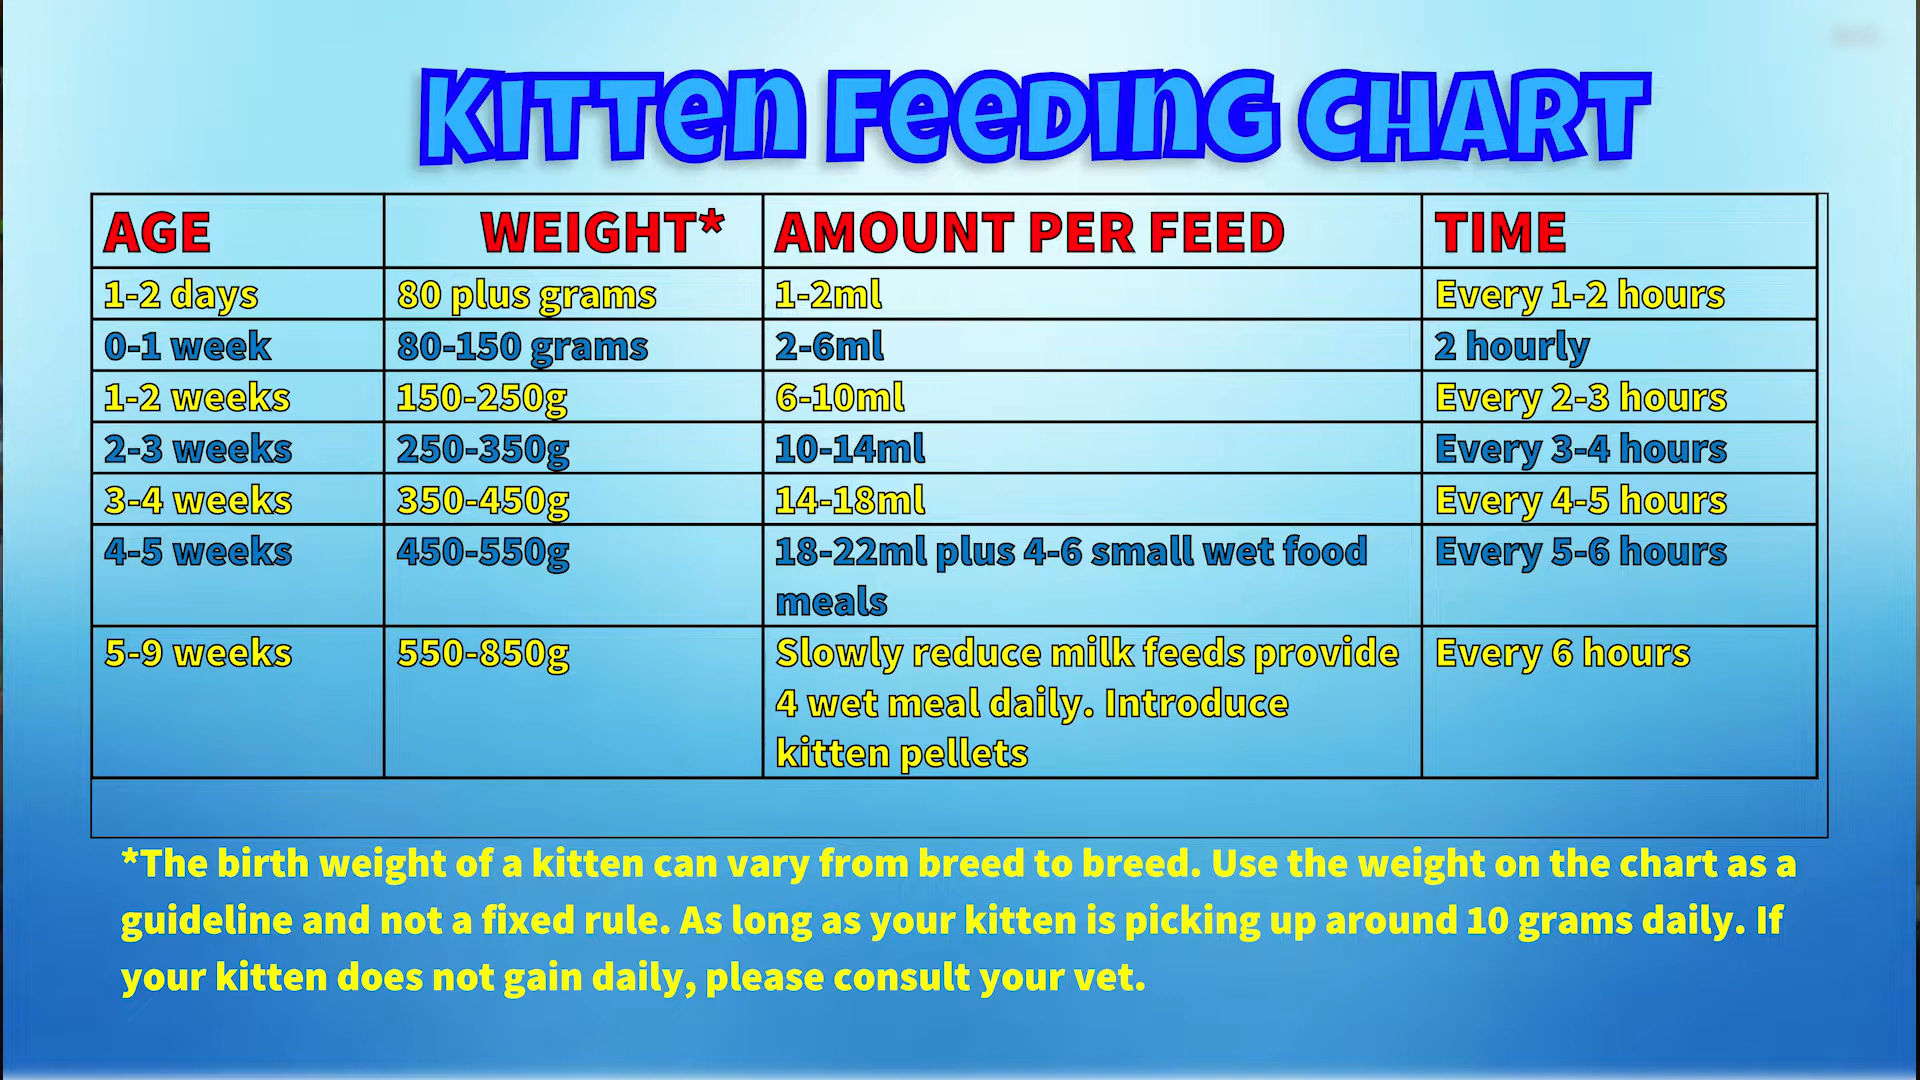 KITTEN FEEDING CHART
AGE WEIGHT* AMOUNT PER FEED TIME
1-2 days 80 plus grams 1-2ml Every 1-2 hours
0-1 week 80-150 grams 2-6ml 2 hourly
1-2 weeks 150-250g 6-10ml Every 2-3 hours
2-3 weeks 250-350g 10-14ml Every 3-4 hours
3-4 weeks 350-450g 14-18ml Every 4-5 hours
4-5 weeks 450-550g 18-22ml plus 4-6 small wet food Every 5-6 hours
meals
5-9 weeks 550-850g Slowly reduce milk feeds provide Every 6 hours
4 wet meal daily. Introduce
kitten pellets
*The birth weight of a kitten can vary from breed to breed. Use the weight on the chart as a
guideline and not a fixed rule. As long as your kitten is picking up around 10 grams daily. If
your kitten does not gain daily, please consult your vet.